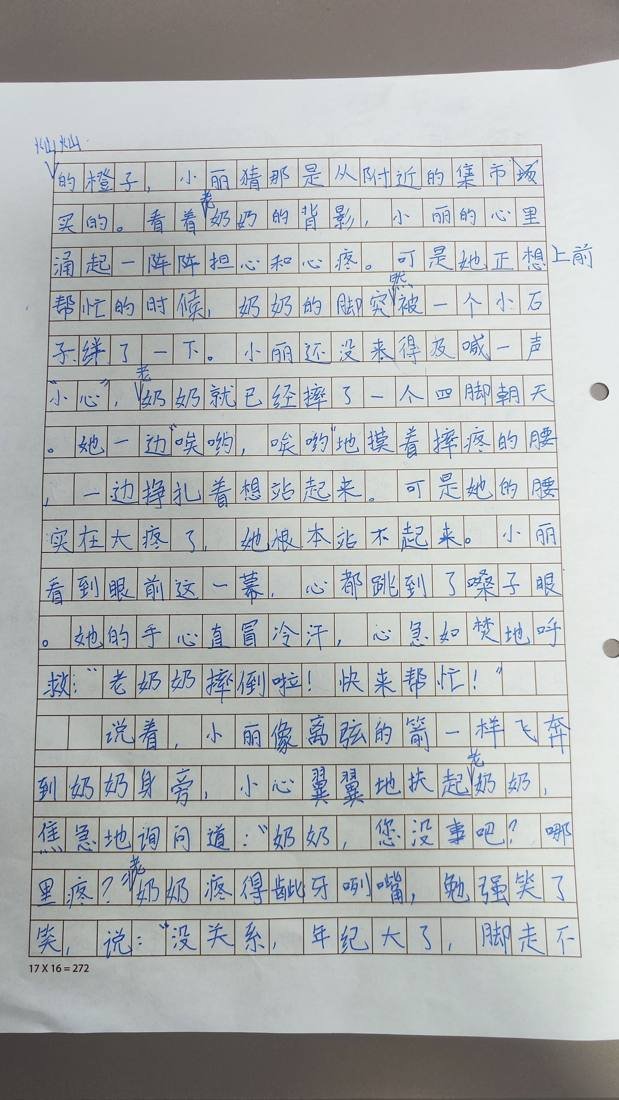 灿灿
的橙子，小丽猜那是从附近的集市场
买的。看着老奶奶的背影，小丽的心里
涌起一阵阵担心和心疼。可是她正想上前
帮忙的时候，奶奶的脚突然被一个小石
子绊了一下。小丽还没来得及喊一声
“小心”，老奶奶就已经摔了一个四脚朝天
。她一边“唉哟，唉哟”地摸着摔疼的腰
，一边挣扎着想站起来。可是她的腰
实在太疼了，她根本站不起来。小丽
看到眼前这一幕，心都跳到了嗓子眼
。她的手心直冒冷汗，心急如焚地呼
救：“老奶奶摔倒啦！快来帮忙！”
说着，小丽像离弦的箭一样飞奔
到奶奶身旁，小心翼翼地扶起老奶奶，
焦急地询问道：“奶奶，您没事吧？哪
里疼？老奶奶疼得龇牙咧嘴，勉强笑了
笑，说：“没关系，年纪大了，脚走不
17 X 16 = 272